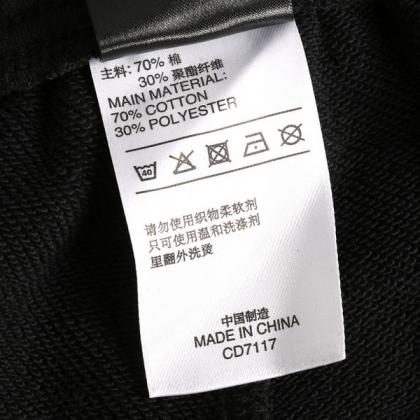 主料: 70% 棉
30% 聚酯纤维
MAIN MATERIAL:
70% COTTON
30% POLYESTER
40
请勿使用织物柔软剂
只可使用温和洗涤剂
里翻外洗烫
中国制造
MADE IN CHINA
CD7117